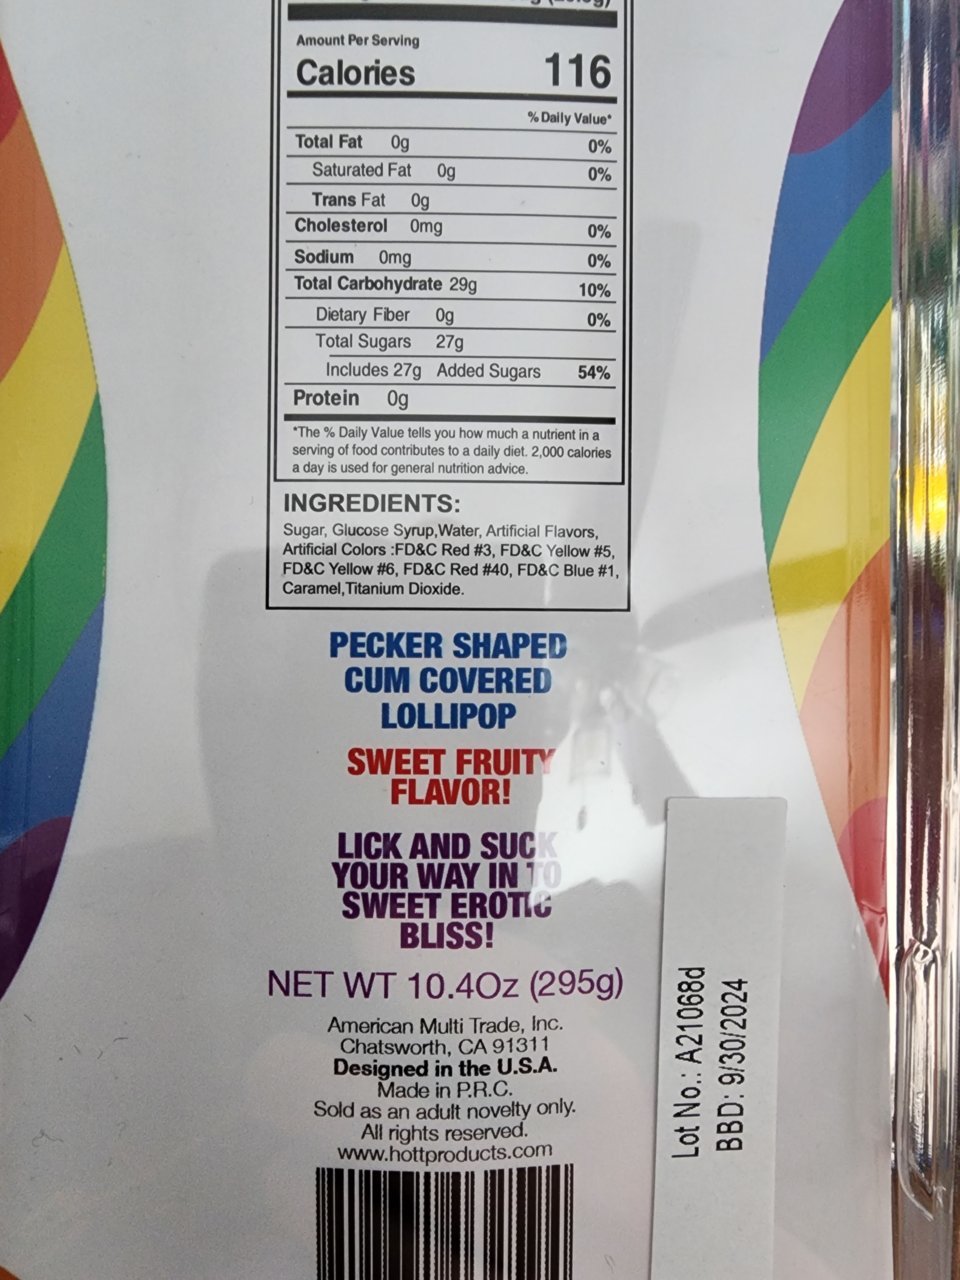 Amount Per Serving
Calories 116
% Daily Value*
Total Fat 0g 0%
Saturated Fat 0g 0%
Trans Fat 0g
Cholesterol 0mg 0%
Sodium 0mg 0%
Total Carbohydrate 29g 10%
Dietary Fiber 0g 0%
Total Sugars 27g
Includes 27g Added Sugars 54%
Protein 0g
*The % Daily Value tells you how much a nutrient in a
serving of food contributes to a daily diet. 2,000 calories
a day is used for general nutrition advice.
INGREDIENTS:
Sugar, Glucose Syrup,Water, Artificial Flavors,
Artificial Colors :FD&C Red #3, FD&C Yellow #5,
FD&C Yellow #6, FD&C Red #40, FD&C Blue #1,
Caramel,Titanium Dioxide.
PECKER SHAPED
CUM COVERED
LOLLIPOP
SWEET FRUITY
FLAVOR!
LICK AND SUCK
YOUR WAY IN TO
SWEET EROTIC
BLISS!
NET WT 10.4Oz (295g)
American Multi Trade, Inc.
Chatsworth, CA 91311
Designed in the U.S.A.
Made in P.R.C.
Sold as an adult novelty only.
All rights reserved.
www.hottproducts.com
Lot No.: A21068d
BBD: 9/30/2024